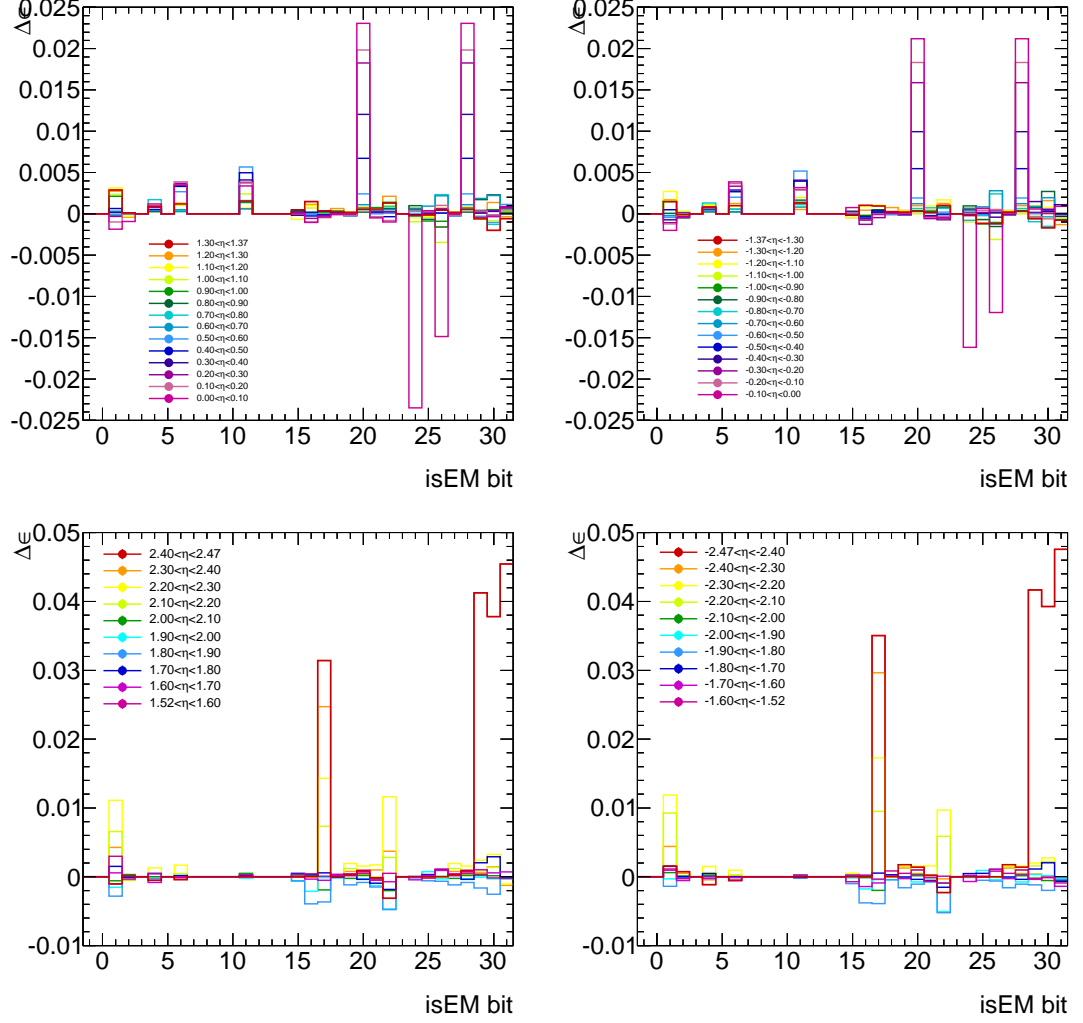 Δϵ
0.025
0.02
0.015
0.01
0.005
0
-0.005
-0.01
-0.015
-0.02
-0.025
1.30<η<1.37
1.20<η<1.30
1.10<η<1.20
1.00<η<1.10
0.90<η<1.00
0.80<η<0.90
0.70<η<0.80
0.60<η<0.70
0.50<η<0.60
0.40<η<0.50
0.30<η<0.40
0.20<η<0.30
0.10<η<0.20
0.00<η<0.10
0 5 10 15 20 25 30
isEM bit
Δϵ
0.025
0.02
0.015
0.01
0.005
0
-0.005
-0.01
-0.015
-0.02
-0.025
-1.37<η<-1.30
-1.30<η<-1.20
-1.20<η<-1.10
-1.10<η<-1.00
-1.00<η<-0.90
-0.90<η<-0.80
-0.80<η<-0.70
-0.70<η<-0.60
-0.60<η<-0.50
-0.50<η<-0.40
-0.40<η<-0.30
-0.30<η<-0.20
-0.20<η<-0.10
-0.10<η<0.00
0 5 10 15 20 25 30
isEM bit
Δϵ
0.05
0.04
0.03
0.02
0.01
0
-0.01
2.40<η<2.47
2.30<η<2.40
2.20<η<2.30
2.10<η<2.20
2.00<η<2.10
1.90<η<2.00
1.80<η<1.90
1.70<η<1.80
1.60<η<1.70
1.52<η<1.60
0 5 10 15 20 25 30
isEM bit
Δϵ
0.05
0.04
0.03
0.02
0.01
0
-0.01
-2.47<η<-2.40
-2.40<η<-2.30
-2.30<η<-2.20
-2.20<η<-2.10
-2.10<η<-2.00
-2.00<η<-1.90
-1.90<η<-1.80
-1.80<η<-1.70
-1.70<η<-1.60
-1.60<η<-1.52
0 5 10 15 20 25 30
isEM bit